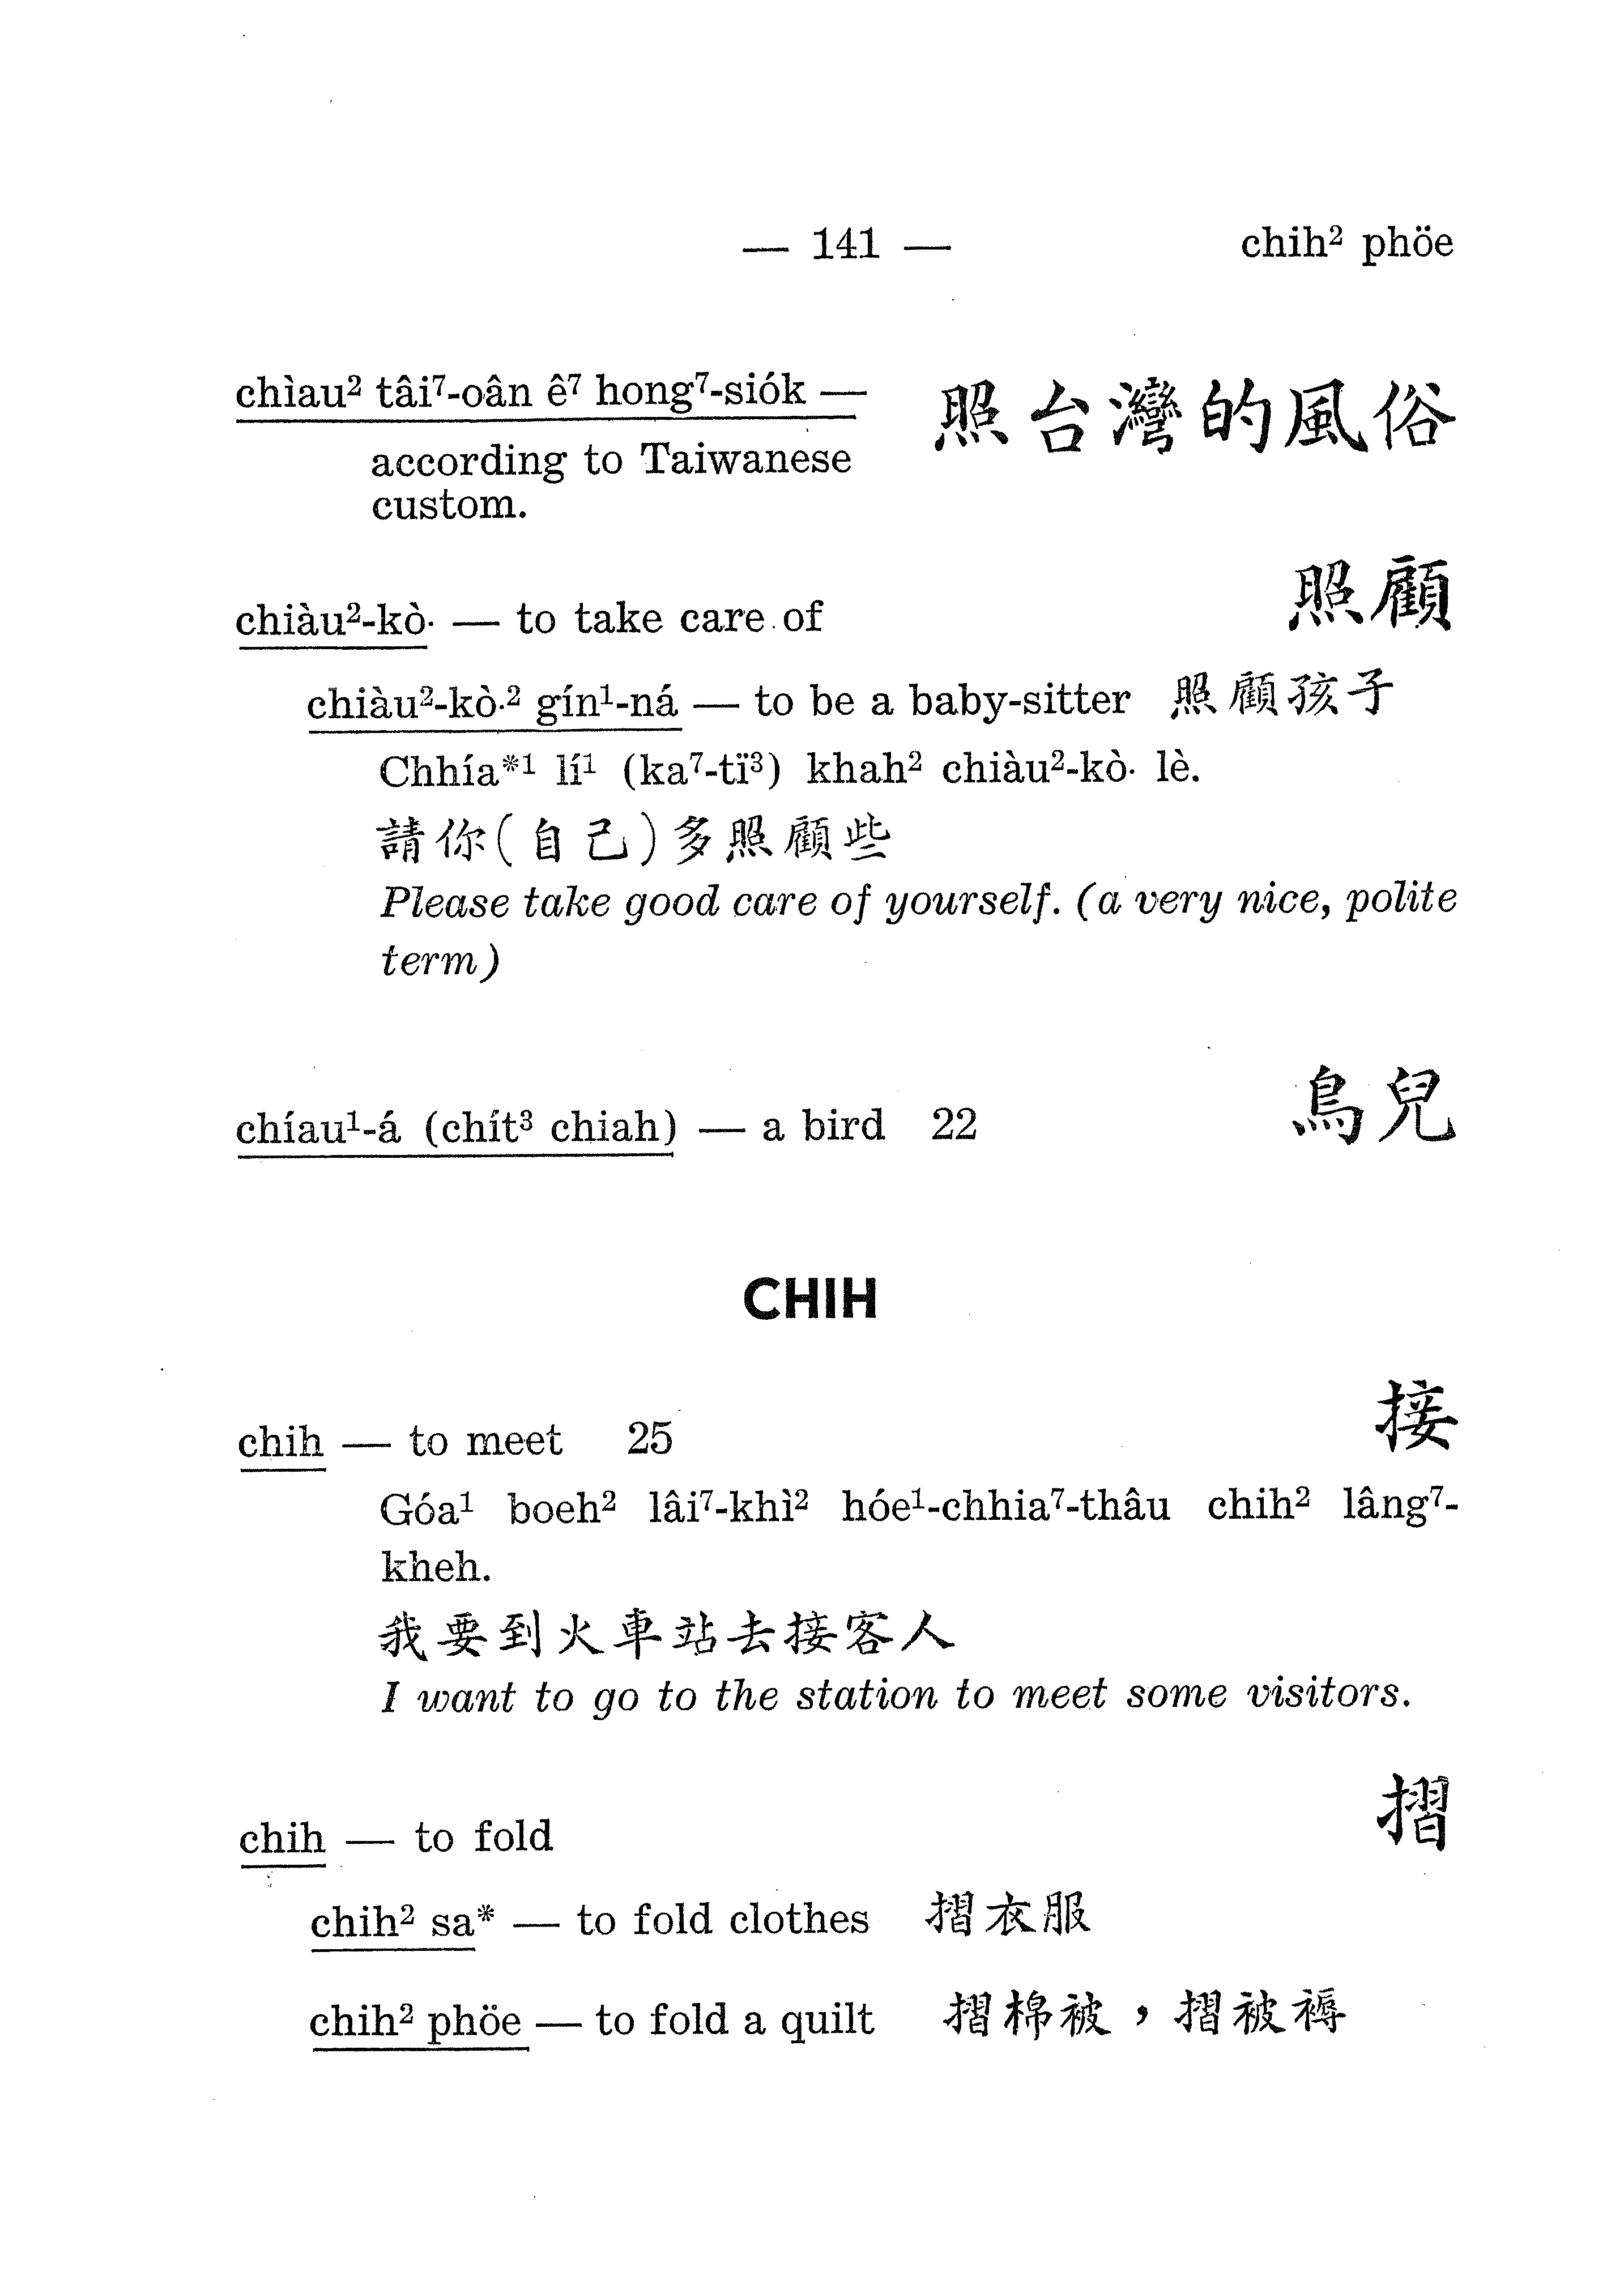 — 141 — chih² phöe
chìau² tâi⁷-oân ê⁷ hong⁷-siók — 照台灣的風俗
according to Taiwanese
custom.
照顧
chiàu²-kò· — to take care of
chiàu²-kò·² gín¹-ná — to be a baby-sitter 照顧孩子
Chhía*¹ lí¹ (ka⁷-tï³) khah² chiàu²-kò· lè.
請你(自己)多照顧些
Please take good care of yourself. (a very nice, polite
term)
chíau¹-á (chít³ chiah) — a bird 22 鳥兒
CHIH
接
chih — to meet 25
Góa¹ boeh² lâi⁷-khì² hóe¹-chhia⁷-thâu chih² lâng⁷-
kheh.
我要到火車站去接客人
I want to go to the station to meet some visitors.
摺
chih — to fold
chih² sa* — to fold clothes 摺衣服
chih² phöe — to fold a quilt 摺棉被，摺被褥